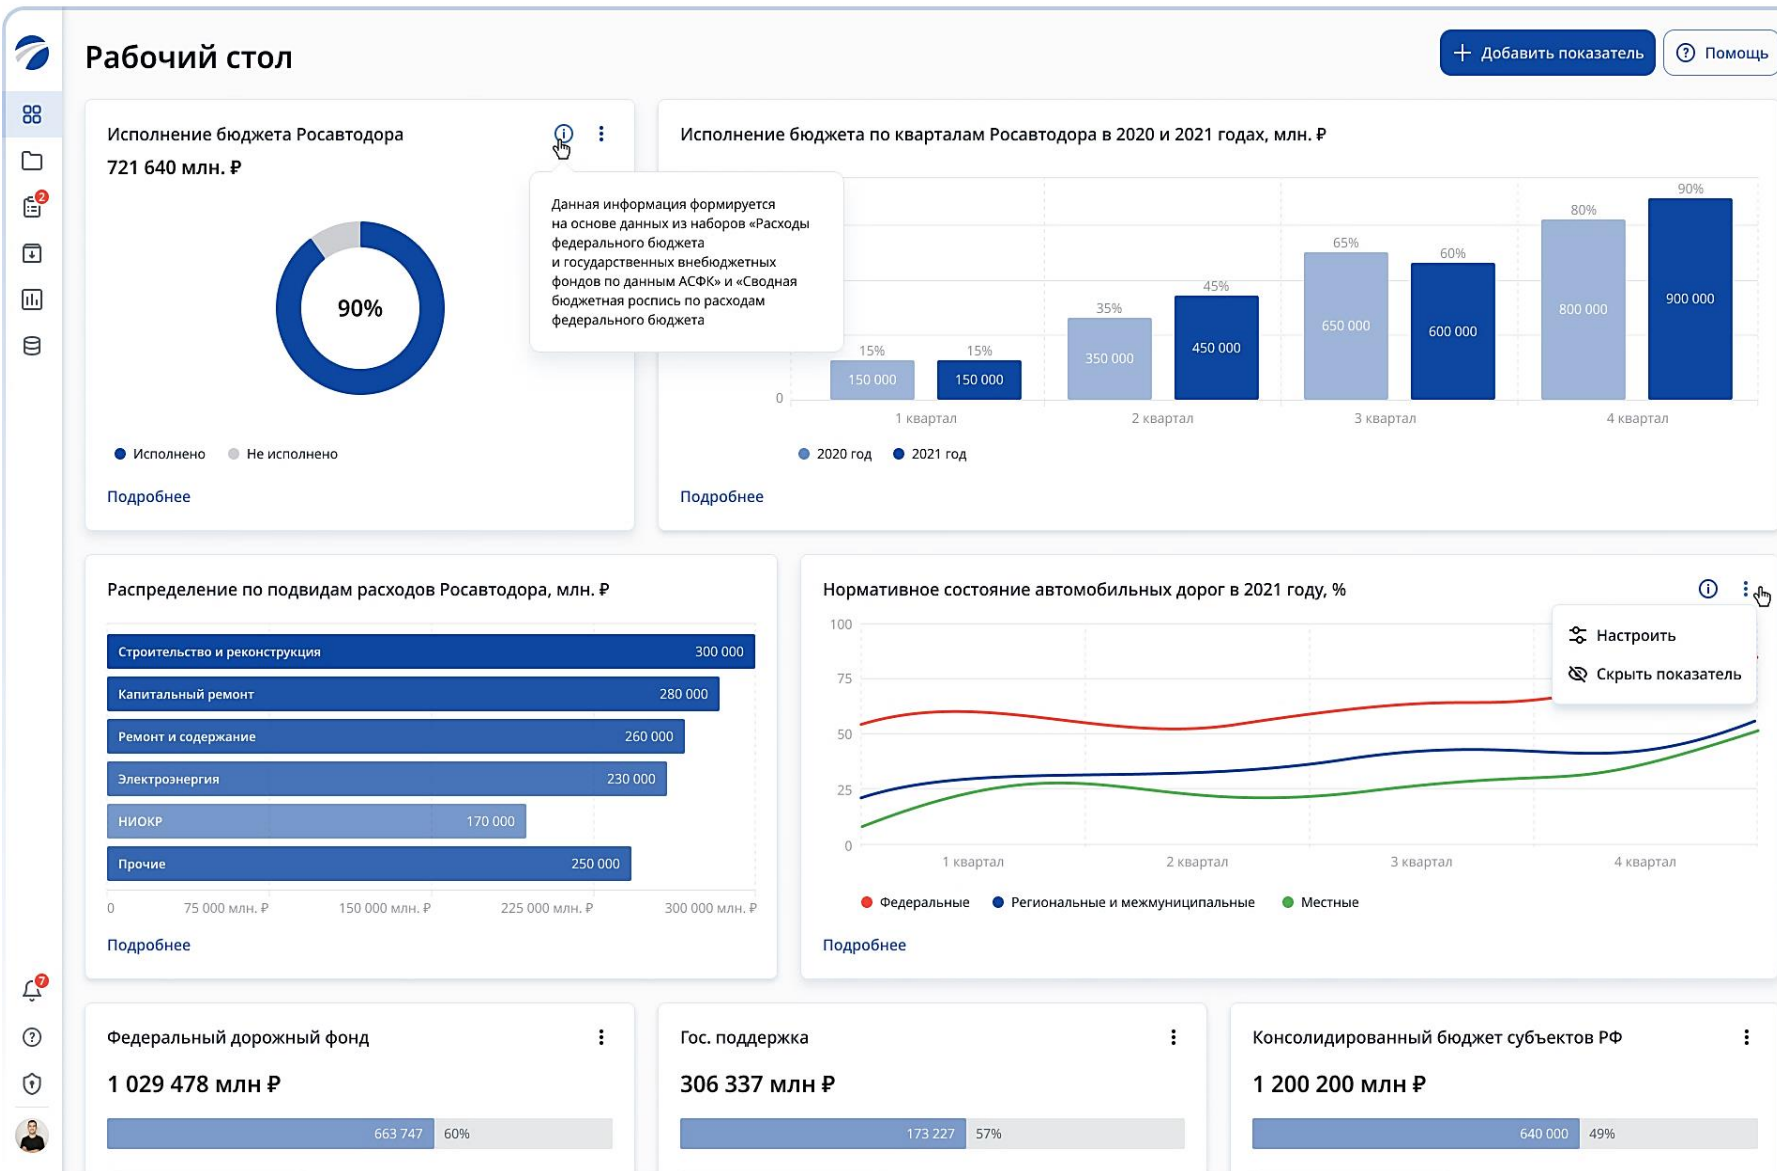 Рабочий стол
Добавить показатель
Помощь
2
7
Исполнение бюджета Росавтодора
721 640 млн. ₽
90%
Исполнено
Не исполнено
Подробнее
Данная информация формируется
на основе данных из наборов «Расходы
федерального бюджета
и государственных внебюджетных
фондов по данным АСФК» и «Сводная
бюджетная роспись по расходам
федерального бюджета
Исполнение бюджета по кварталам Росавтодора в 2020 и 2021 годах, млн. ₽
0
15%
150 000
15%
150 000
35%
350 000
45%
450 000
65%
650 000
60%
600 000
80%
800 000
90%
900 000
1 квартал
2 квартал
3 квартал
4 квартал
2020 год
2021 год
Подробнее
Распределение по подвидам расходов Росавтодора, млн. ₽
Строительство и реконструкция 300 000
Капитальный ремонт 280 000
Ремонт и содержание 260 000
Электроэнергия 230 000
НИОКР 170 000
Прочие 250 000
0 75 000 млн. ₽ 150 000 млн. ₽ 225 000 млн. ₽ 300 000 млн. ₽
Подробнее
Нормативное состояние автомобильных дорог в 2021 году, %
Настроить
Скрыть показатель
100
75
50
25
0
1 квартал
2 квартал
3 квартал
4 квартал
Федеральные
Региональные и межмуниципальные
Местные
Подробнее
Федеральный дорожный фонд
1 029 478 млн ₽
663 747 60%
Гос. поддержка
306 337 млн ₽
173 227 57%
Консолидированный бюджет субъектов РФ
1 200 200 млн ₽
640 000 49%